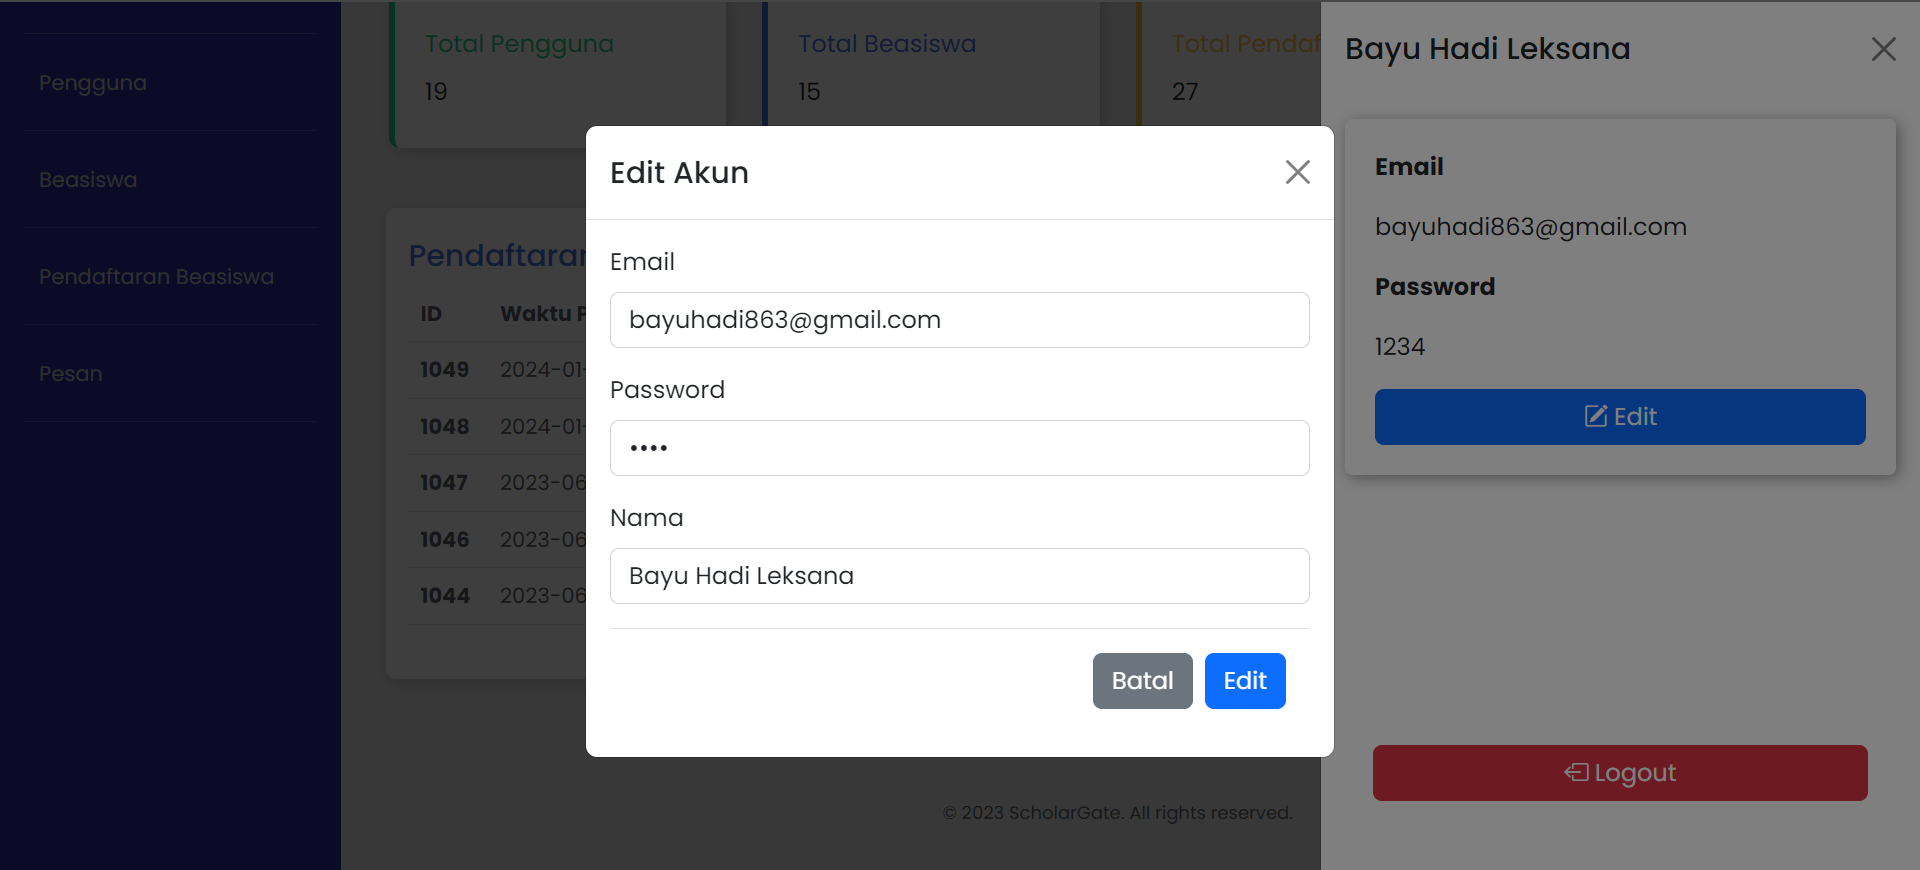 Pengguna
Beasiswa
Pendaftaran Beasiswa
Pesan
Total Pengguna
19
Total Beasiswa
15
Total Pendaf
27
Pendaftaran
ID Waktu P
1049 2024-01-
1048 2024-01-
1047 2023-06
1046 2023-06
1044 2023-06
© 2023 ScholarGate. All rights reserved.
Edit Akun
Email
bayuhadi863@gmail.com
Password
••••
Nama
Bayu Hadi Leksana
Batal Edit
Bayu Hadi Leksana
Email
bayuhadi863@gmail.com
Password
1234
Edit
Logout